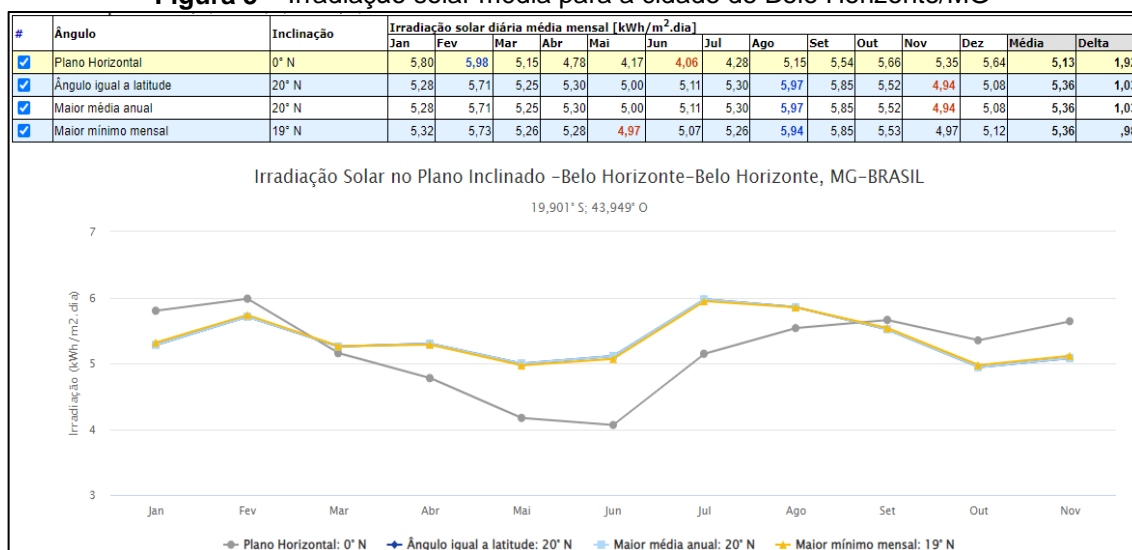 Figura 3 – Irradiação solar média para a cidade de Belo Horizonte/MG
# Ângulo Inclinação Irradiação solar diária média mensal [kWh/m².dia]
Jan Fev Mar Abr Mai Jun Jul Ago Set Out Nov Dez Média Delta
Plano Horizontal 0° N 5,80 5,98 5,15 4,78 4,17 4,06 4,28 5,15 5,54 5,66 5,35 5,64 5,13
Ângulo igual a latitude 20° N 5,28 5,71 5,25 5,30 5,00 5,11 5,30 5,97 5,85 5,52 4,94 5,08 5,36
Maior média anual 20° N 5,28 5,71 5,25 5,30 5,00 5,11 5,30 5,97 5,85 5,52 4,94 5,08 5,36
Maior mínimo mensal 19° N 5,32 5,73 5,26 5,28 4,97 5,07 5,26 5,94 5,85 5,53 4,97 5,12 5,36
Irradiação Solar no Plano Inclinado –Belo Horizonte–Belo Horizonte, MG–BRASIL
19,901° S; 43,949° O
Irradiação (kWh/m2.dia)
7
6
5
4
3
Jan Fev Mar Abr Mai Jun Jul Ago Set Out Nov
Plano Horizontal: 0° N Ângulo igual a latitude: 20° N Maior média anual: 20° N Maior mínimo mensal: 19° N